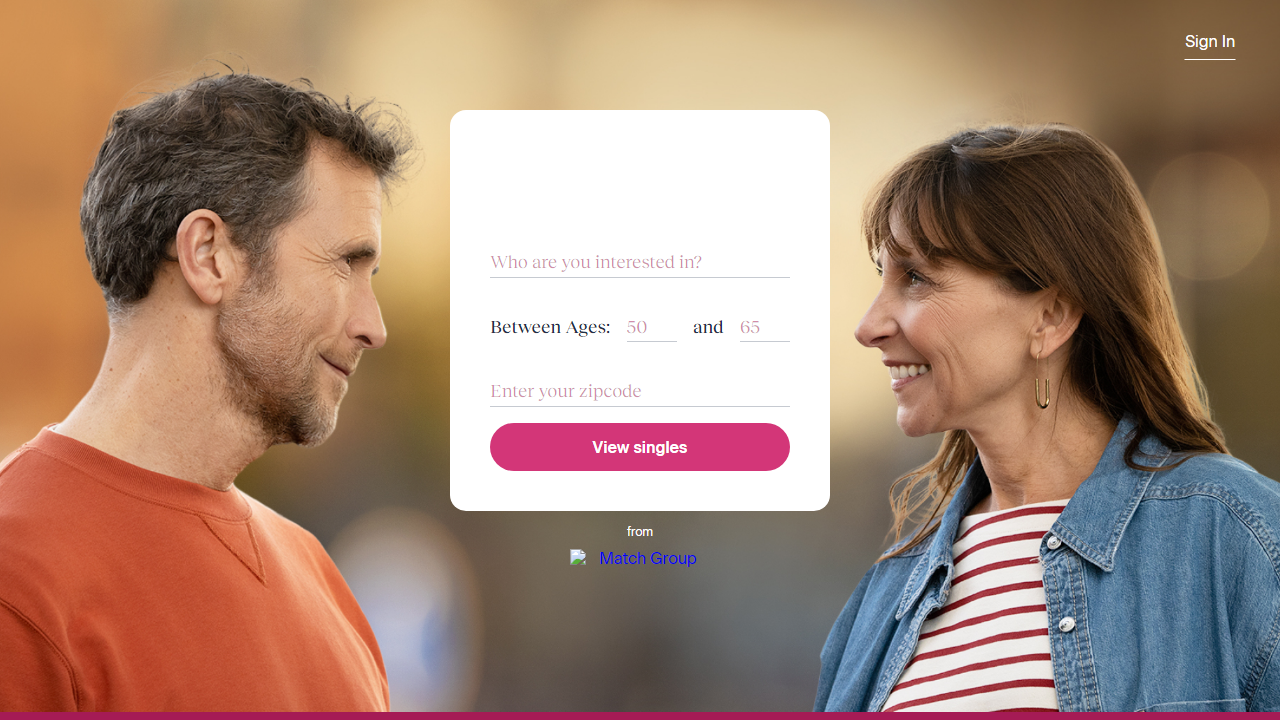 Sign In
Who are you interested in?
Between Ages: 50 and 65
Enter your zipcode
View singles
from
Match Group